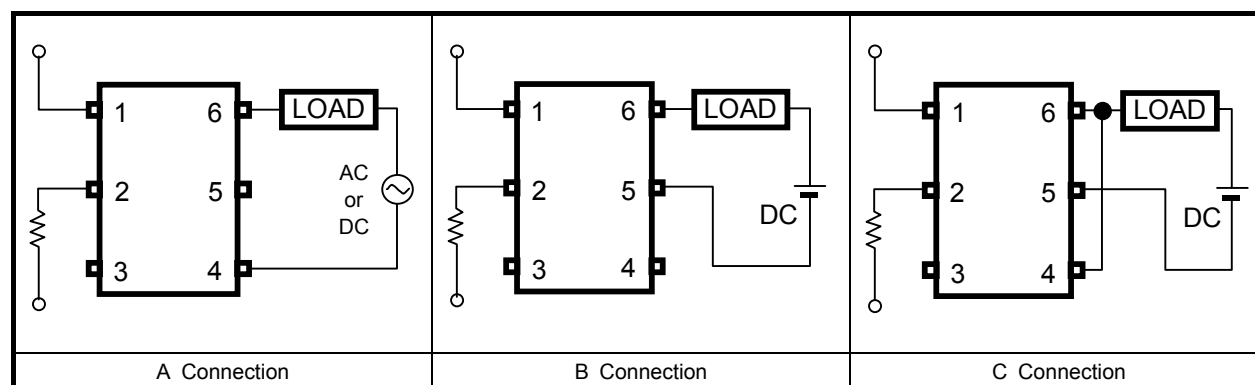 1 6 LOAD
2 5 AC or DC
3 4
A Connection
1 6 LOAD
2 5 DC
3 4
B Connection
1 6 LOAD
2 5 DC
3 4
C Connection